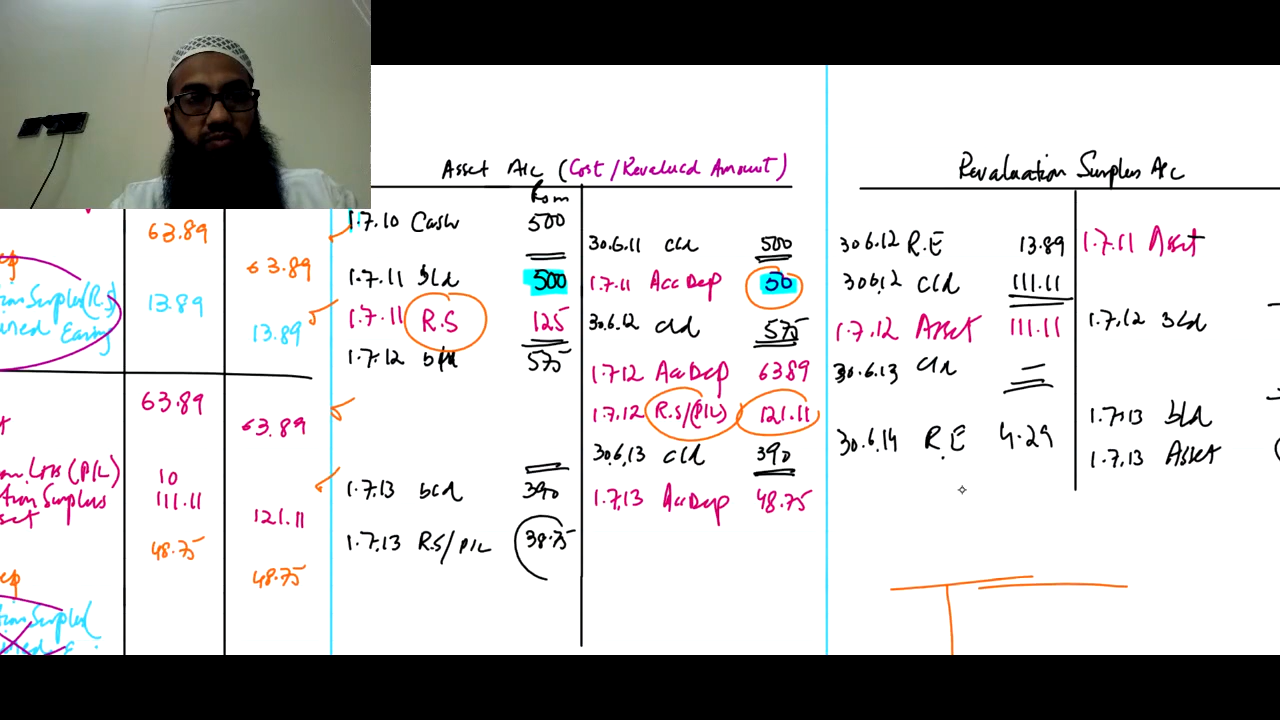 63.89
63.89
13.89
13.89
63.89
63.89
10
111.11
121.11
48.75
48.75
Asset A/c (Cost/Revalued Amount)
1.7.10 Cash 500
1.7.11 b/d 500
1.7.11 R.S 125
1.7.12 b/d 575
1.7.13 b/d 390
1.7.13 R.S/P/L 38.75
30.6.11 c/d 500
1.7.11 Acc Dep 50
30.6.12 c/d 575
1.7.12 Acc Dep 63.89
1.7.12 R.S/(P/L) 121.11
30.6.13 c/d 390
1.7.13 Acc Dep 48.75
Revaluation Surplus A/c
30.6.12 R.E 13.89
30.6.12 c/d 111.11
1.7.12 Asset 111.11
30.6.13 c/d —
30.6.14 R.E 4.29
1.7.11 Asset
1.7.12 b/d
1.7.13 b/d
1.7.13 Asset